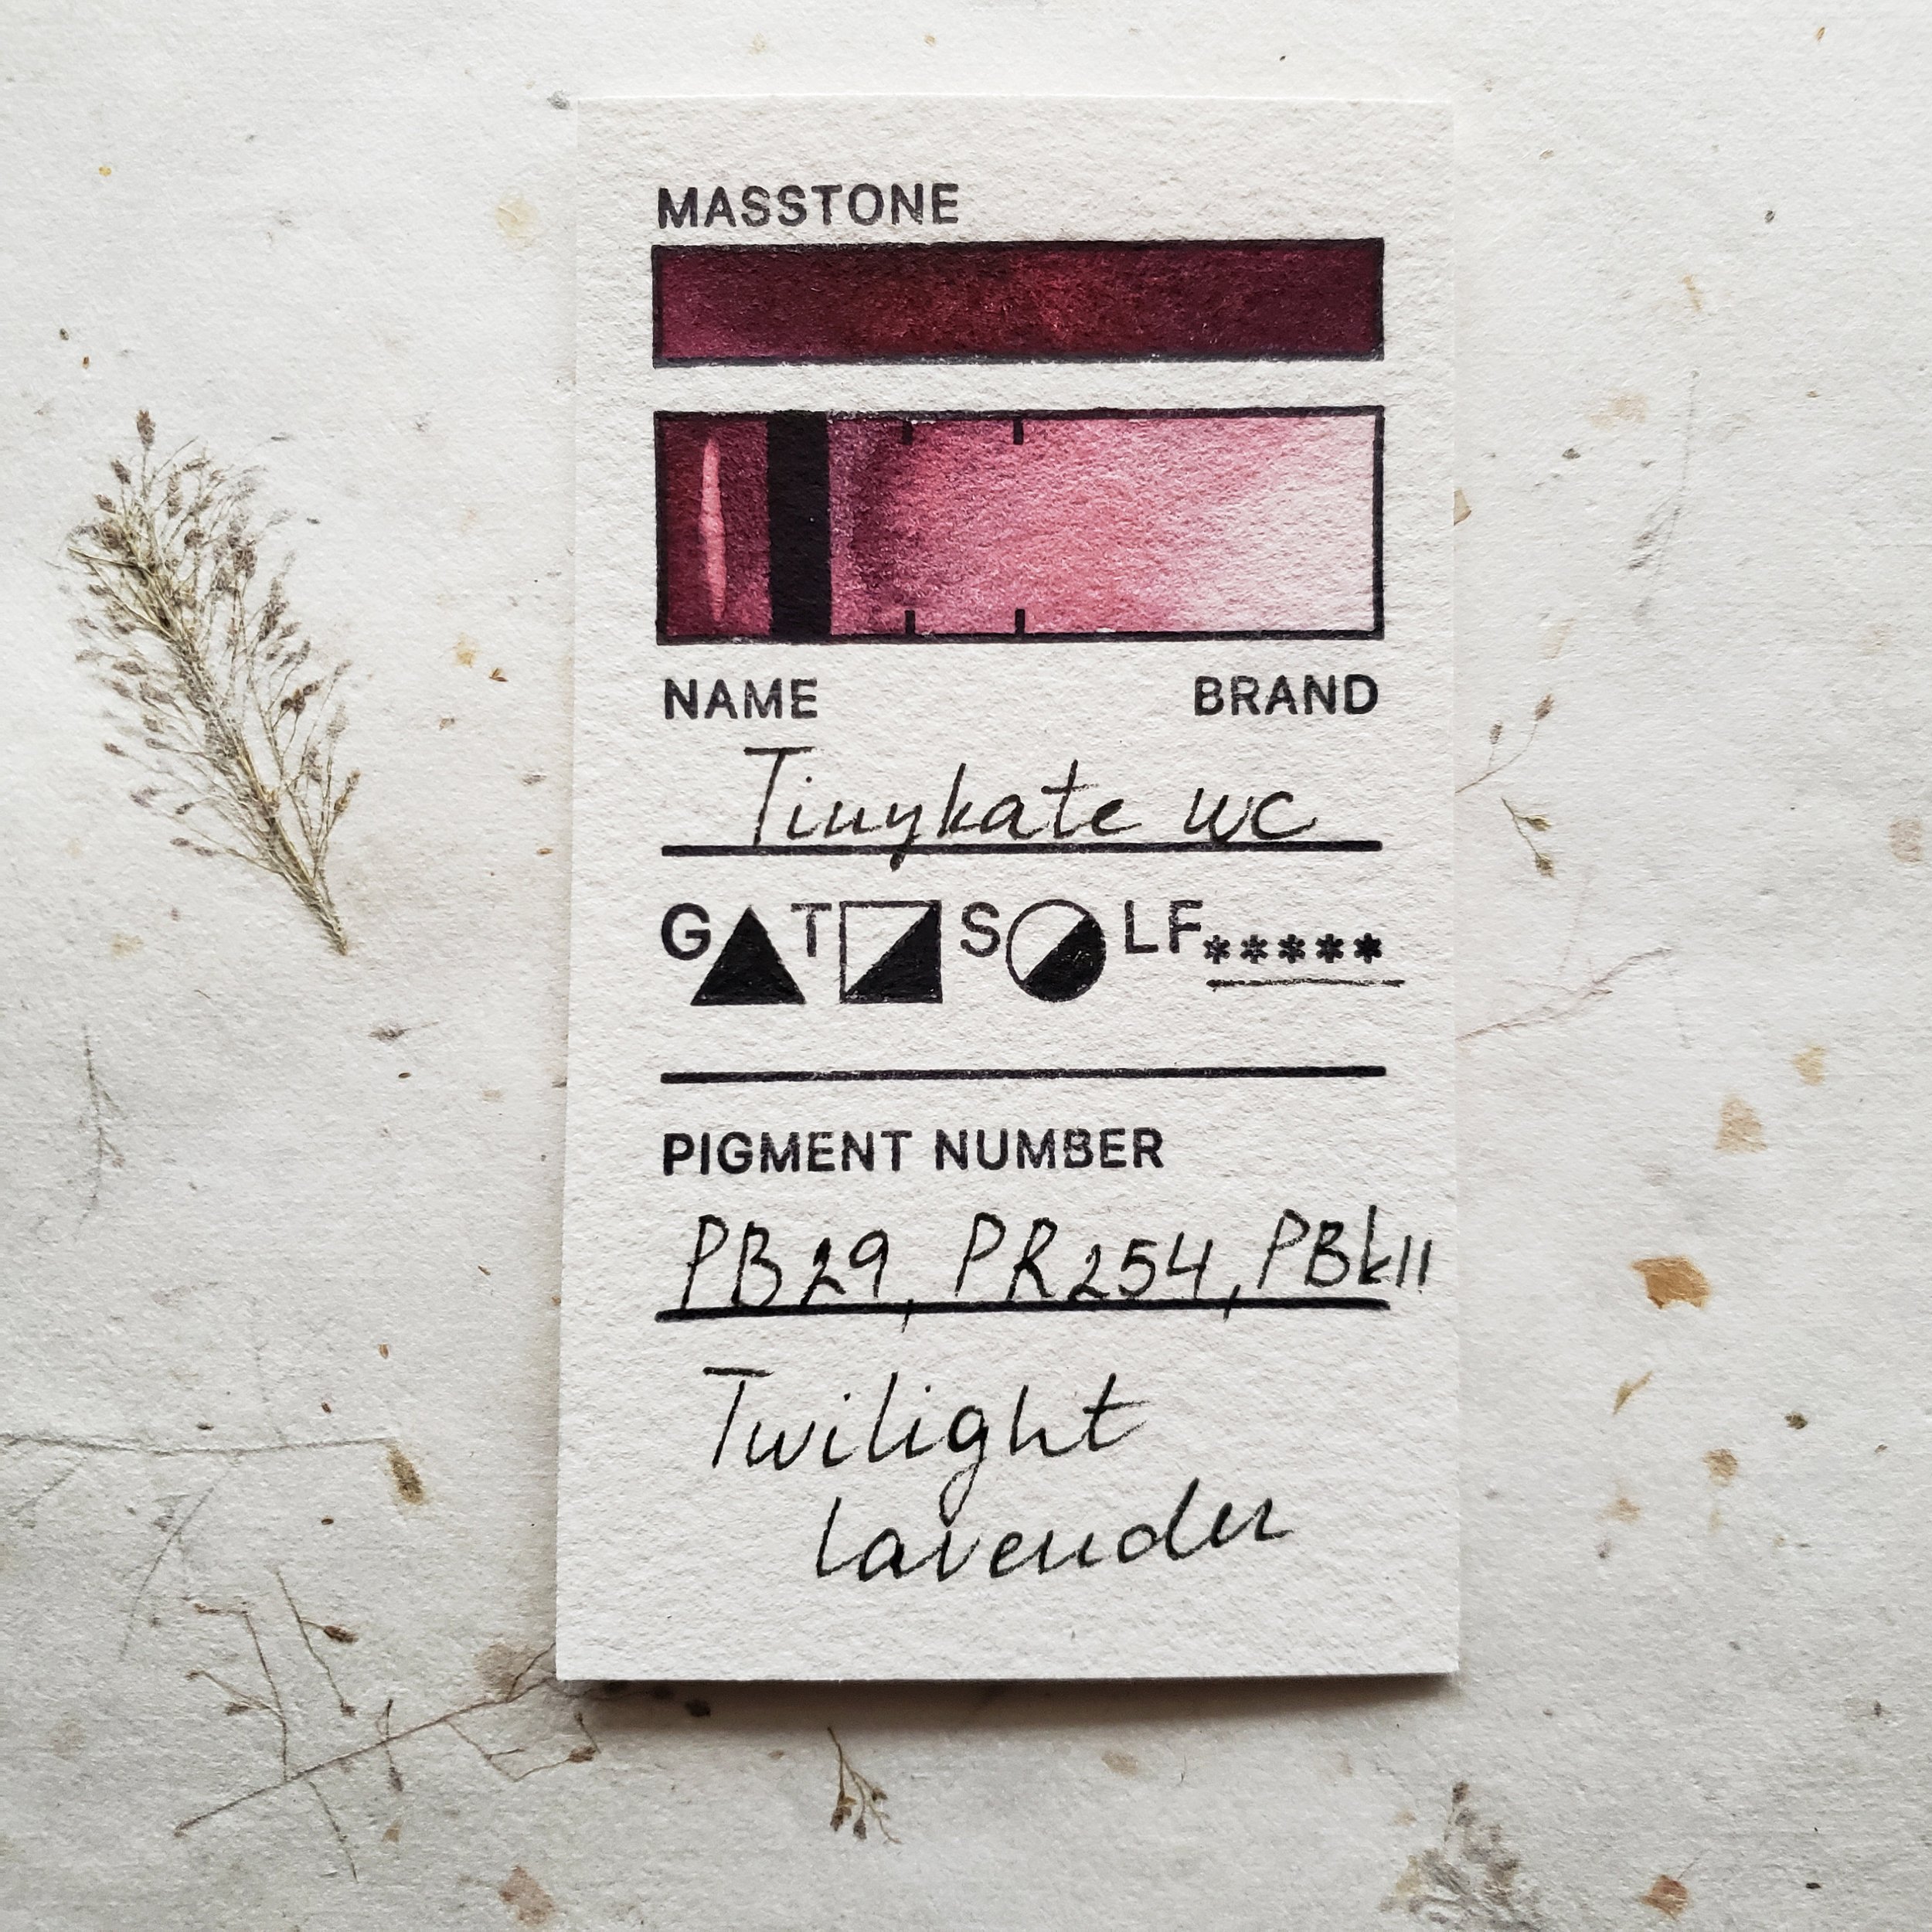 MASSTONE
NAME BRAND
Tinykate WC
G T S LF *****
PIGMENT NUMBER
PB29, PR254, PBk11
Twilight
lavender